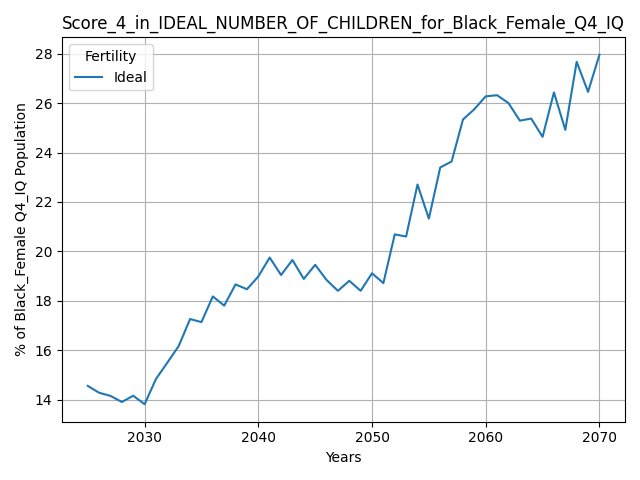 Score_4_in_IDEAL_NUMBER_OF_CHILDREN_for_Black_Female_Q4_IQ
Fertility
Ideal
% of Black_Female Q4_IQ Population
28
26
24
22
20
18
16
14
2030 2040 2050 2060 2070
Years